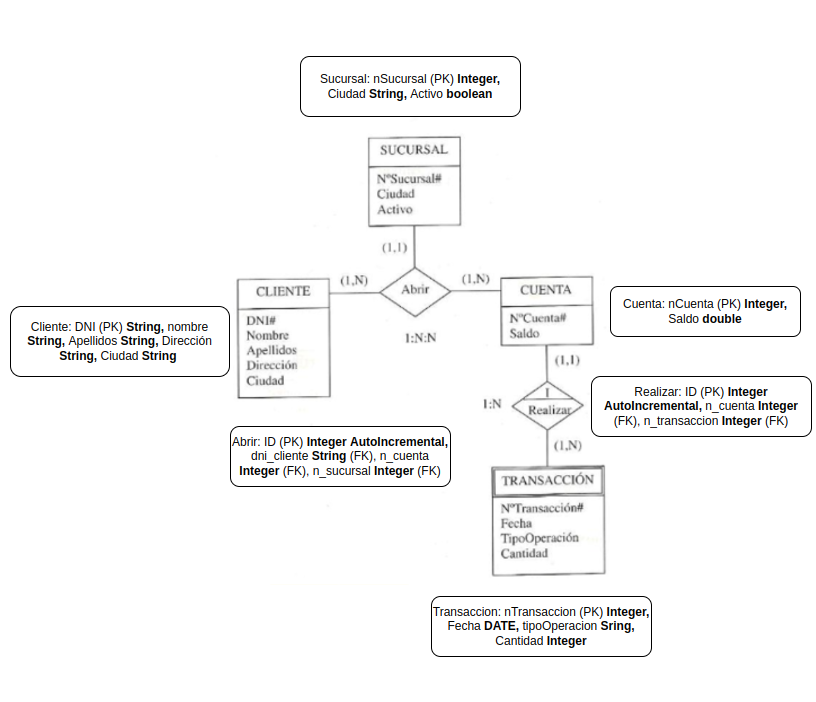 Sucursal: nSucursal (PK) Integer,
Ciudad String, Activo boolean
SUCURSAL
NºSucursal#
Ciudad
Activo
(1,1)
CLIENTE
DNI#
Nombre
Apellidos
Dirección
Ciudad
(1,N)
Abrir
(1,N)
1:N:N
CUENTA
NºCuenta#
Saldo
Cuenta: nCuenta (PK) Integer,
Saldo double
Cliente: DNI (PK) String, nombre
String, Apellidos String, Dirección
String, Ciudad String
(1,1)
1:N
I
Realizar
(1,N)
Realizar: ID (PK) Integer
AutoIncremental, n_cuenta Integer
(FK), n_transaccion Integer (FK)
Abrir: ID (PK) Integer AutoIncremental,
dni_cliente String (FK), n_cuenta
Integer (FK), n_sucursal Integer (FK)
TRANSACCIÓN
NºTransacción#
Fecha
TipoOperación
Cantidad
Transaccion: nTransaccion (PK) Integer,
Fecha DATE, tipoOperacion Sring,
Cantidad Integer